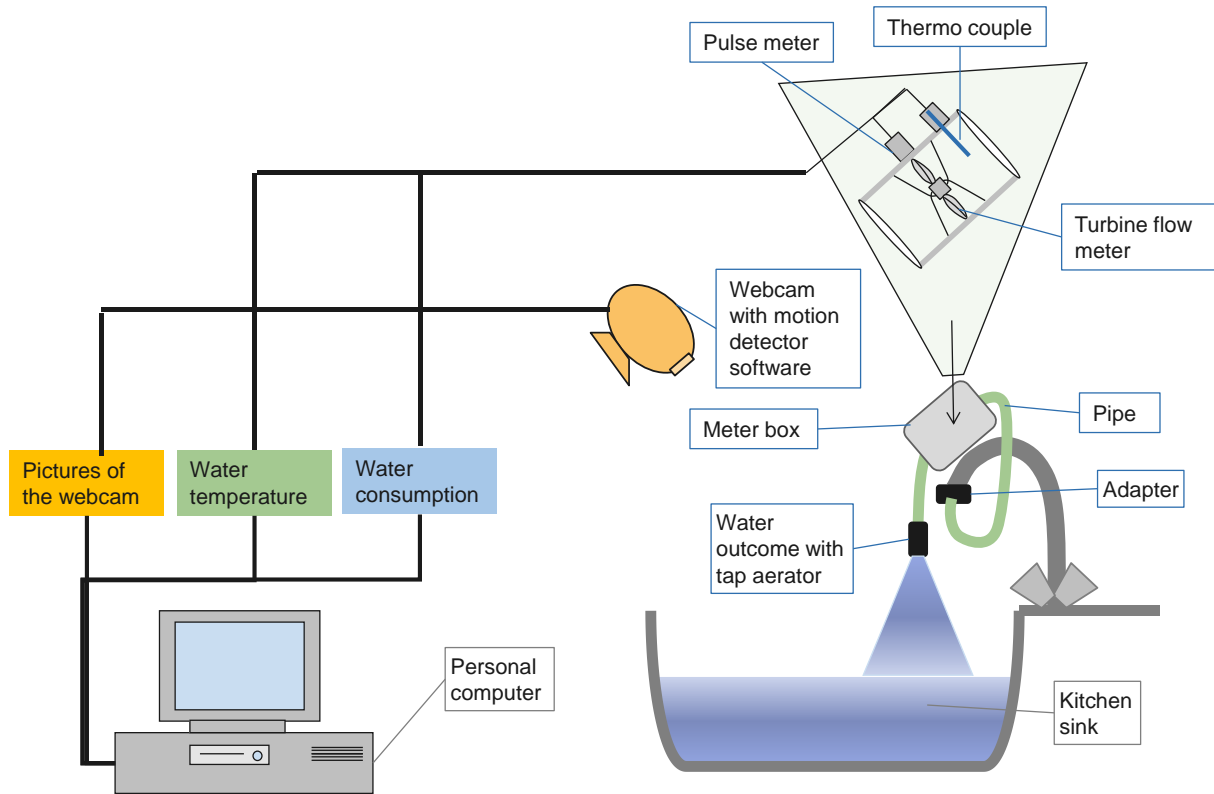 Thermo couple
Pulse meter
Turbine flow
meter
Webcam
with motion
detector
software
Meter box
Pipe
Pictures of
the webcam
Water
temperature
Water
consumption
Adapter
Water
outcome with
tap aerator
Personal
computer
Kitchen
sink